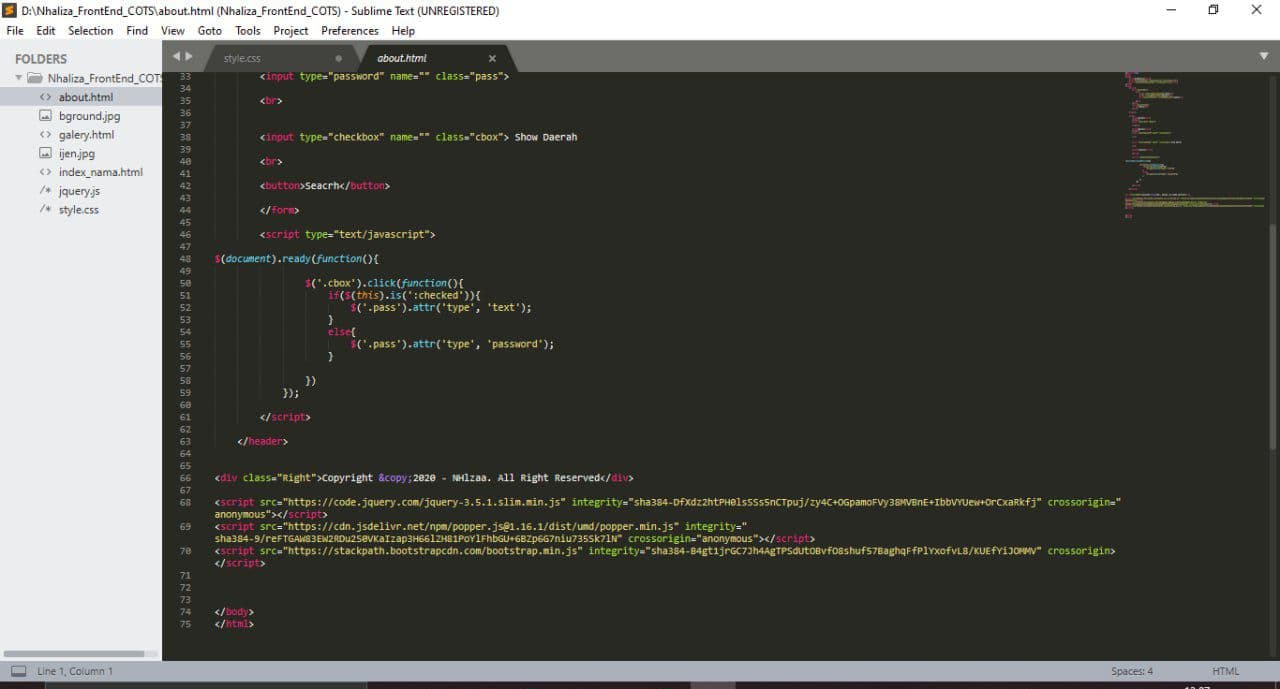 D:\Nhaliza_FrontEnd_COTS\about.html (Nhaliza_FrontEnd_COTS) - Sublime Text (UNREGISTERED)
File Edit Selection Find View Goto Tools Project Preferences Help
FOLDERS
Nhaliza_FrontEnd_COTS
about.html
bground.jpg
galery.html
ijen.jpg
index_nama.html
jquery.js
style.css
style.css about.html
33 <input type="password" name="" class="pass">
34
35 <br>
36
37
38 <input type="checkbox" name="" class="cbox"> Show Daerah
39
40 <br>
41
42 <button>Seacrh</button>
43
44 </form>
45
46 <script type="text/javascript">
47
48 $(document).ready(function(){
49
50 $('.cbox').click(function(){
51 if($(this).is(':checked')){
52 $('.pass').attr('type', 'text');
53 }
54 else{
55 $('.pass').attr('type', 'password');
56 }
57
58 })
59 });
60
61 </script>
62
63 </header>
64
65
66 <div class="Right">Copyright &copy;2020 - NHlzaa. All Right Reserved</div>
67
68 <script src="https://code.jquery.com/jquery-3.5.1.slim.min.js" integrity="sha384-DfXdz2htPH0lsSSs5nCTpuj/zy4C+OGpamoFVy38MVBnE+IbbVYUew+OrCxaRkfj" crossorigin="
anonymous"></script>
69 <script src="https://cdn.jsdelivr.net/npm/popper.js@1.16.1/dist/umd/popper.min.js" integrity="
sha384-9/reFTGAW83EW2RDu2S0VKaIzap3H66lZH81PoYlFhbGU+6BZp6G7niu735Sk7lN" crossorigin="anonymous"></script>
70 <script src="https://stackpath.bootstrapcdn.com/bootstrap.min.js" integrity="sha384-B4gt1jrGC7Jh4AgTPSdUtOBvfO8shuf57BaghqFfPlYxofvL8/KUEfYiJOMMV" crossorigin>
</script>
71
72
73
74 </body>
75 </html>
Line 1, Column 1 Spaces: 4 HTML